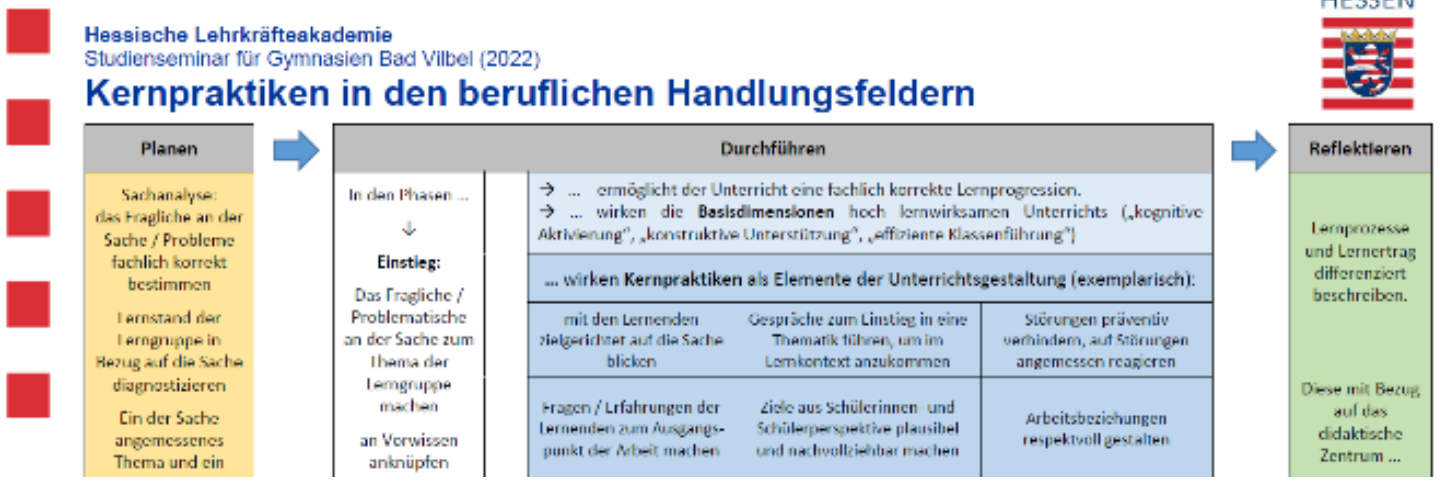 HESSEN
Hessische Lehrkräfteakademie
Studienseminar für Gymnasien Bad Vilbel (2022)
Kernpraktiken in den beruflichen Handlungsfeldern
Planen
Sachanalyse:
das Fragliche an der
Sache / Probleme
fachlich korrekt
bestimmen
Lernstand der
Lerngruppe in
Bezug auf die Sache
diagnostizieren
Ein der Sache
angemessenes
Thema und ein
Durchführen
In den Phasen ...
↓
Einstieg:
Das Fragliche /
Problematische
an der Sache zum
Thema der
Lerngruppe
machen
an Vorwissen
anknüpfen
→ ... ermöglicht der Unterricht eine fachlich korrekte Lernprogression.
→ ... wirken die Basisdimensionen hoch lernwirksamen Unterrichts („kognitive
Aktivierung“, „konstruktive Unterstützung“, „effiziente Klassenführung“)
... wirken Kernpraktiken als Elemente der Unterrichtsgestaltung (exemplarisch):
mit den Lernenden
zielgerichtet auf die Sache
blicken
Gespräche zum Einstieg in eine
Thematik führen, um im
Lernkontext anzukommen
Störungen präventiv
verhindern, auf Störungen
angemessen reagieren
Fragen / Erfahrungen der
Lernenden zum Ausgangs-
punkt der Arbeit machen
Ziele aus Schülerinnen- und
Schülerperspektive plausibel
und nachvollziehbar machen
Arbeitsbeziehungen
respektvoll gestalten
Reflektieren
Lernprozesse
und Lernertrag
differenziert
beschreiben.
Diese mit Bezug
auf das
didaktische
Zentrum ...